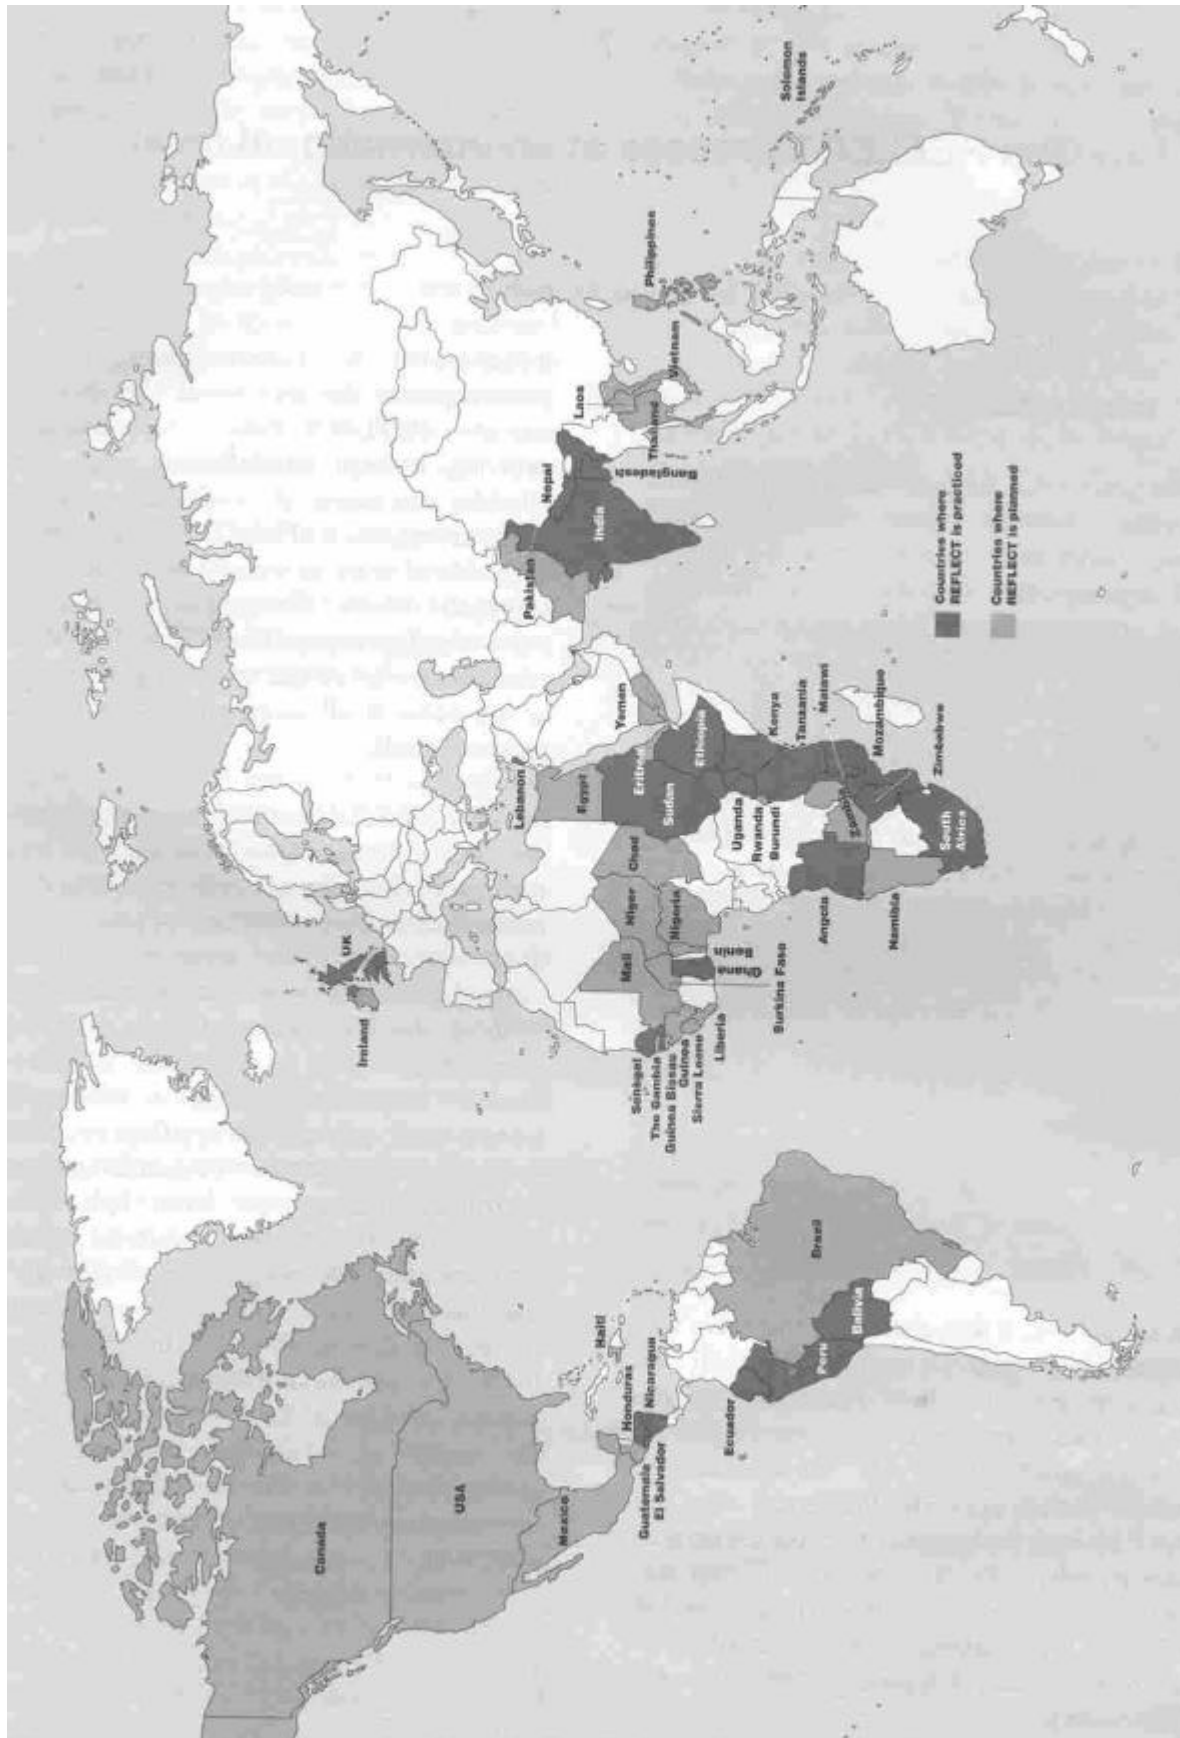 Canada
USA
Mexico
Guatemala
El Salvador
Honduras
Nicaragua
Haiti
Ecuador
Peru
Bolivia
Brazil
Ireland
UK
Senegal
The Gambia
Guinea Bissau
Guinea
Sierra Leone
Liberia
Burkina Faso
Ghana
Benin
Mali
Niger
Nigeria
Chad
Egypt
Lebanon
Yemen
Sudan
Eritrea
Ethiopia
Uganda
Rwanda
Burundi
Kenya
Tanzania
Malawi
Mozambique
Zimbabwe
Zambia
Angola
Namibia
South
Africa
Pakistan
Nepal
India
Bangladesh
Laos
Thailand
Vietnam
Philippines
Solomon
Islands
Countries where
REFLECT is practiced
Countries where
REFLECT is planned